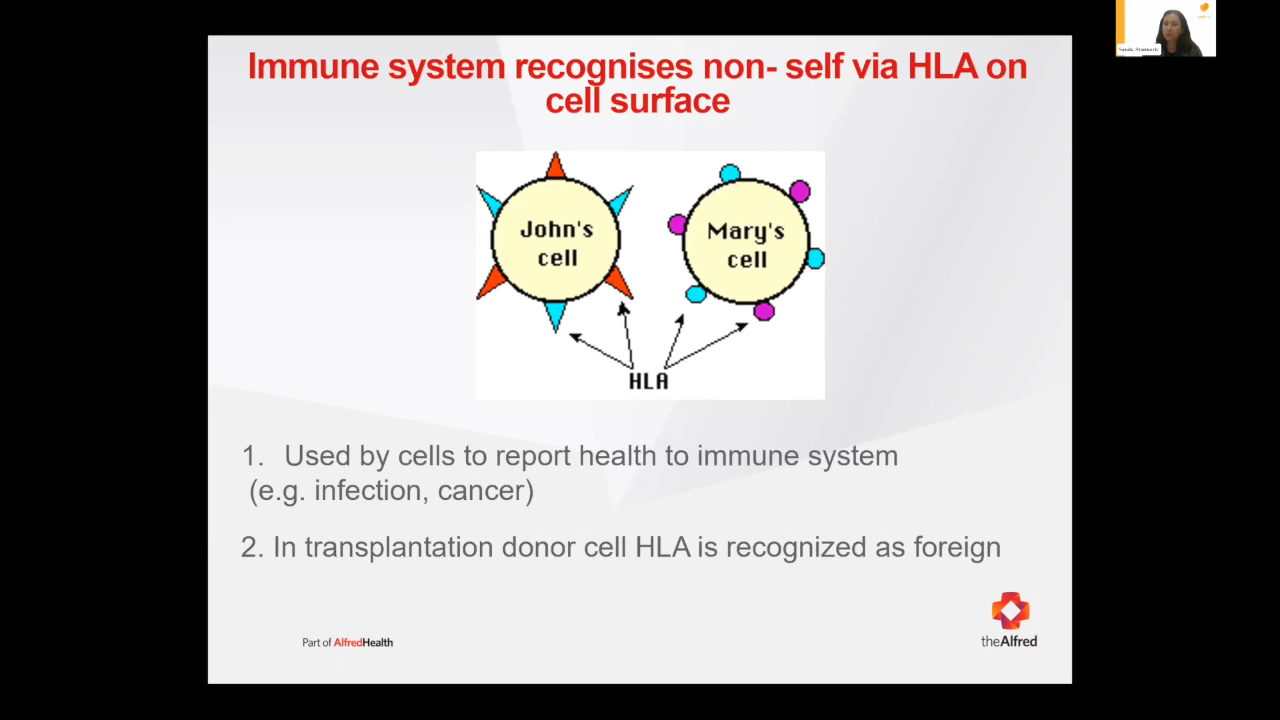 Immune system recognises non- self via HLA on
cell surface
John's
cell
Mary's
cell
HLA
1. Used by cells to report health to immune system
(e.g. infection, cancer)
2. In transplantation donor cell HLA is recognized as foreign
Part of AlfredHealth
theAlfred